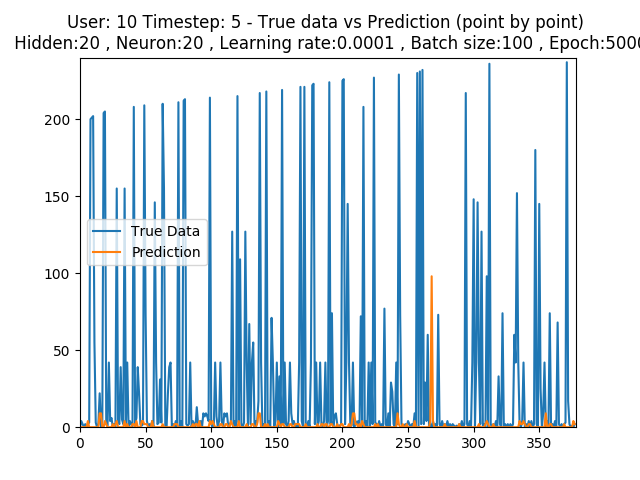 User: 10 Timestep: 5 - True data vs Prediction (point by point)
Hidden:20 , Neuron:20 , Learning rate:0.0001 , Batch size:100 , Epoch:5000
200
150
True Data
Prediction
100
50
0
0 50 100 150 200 250 300 350